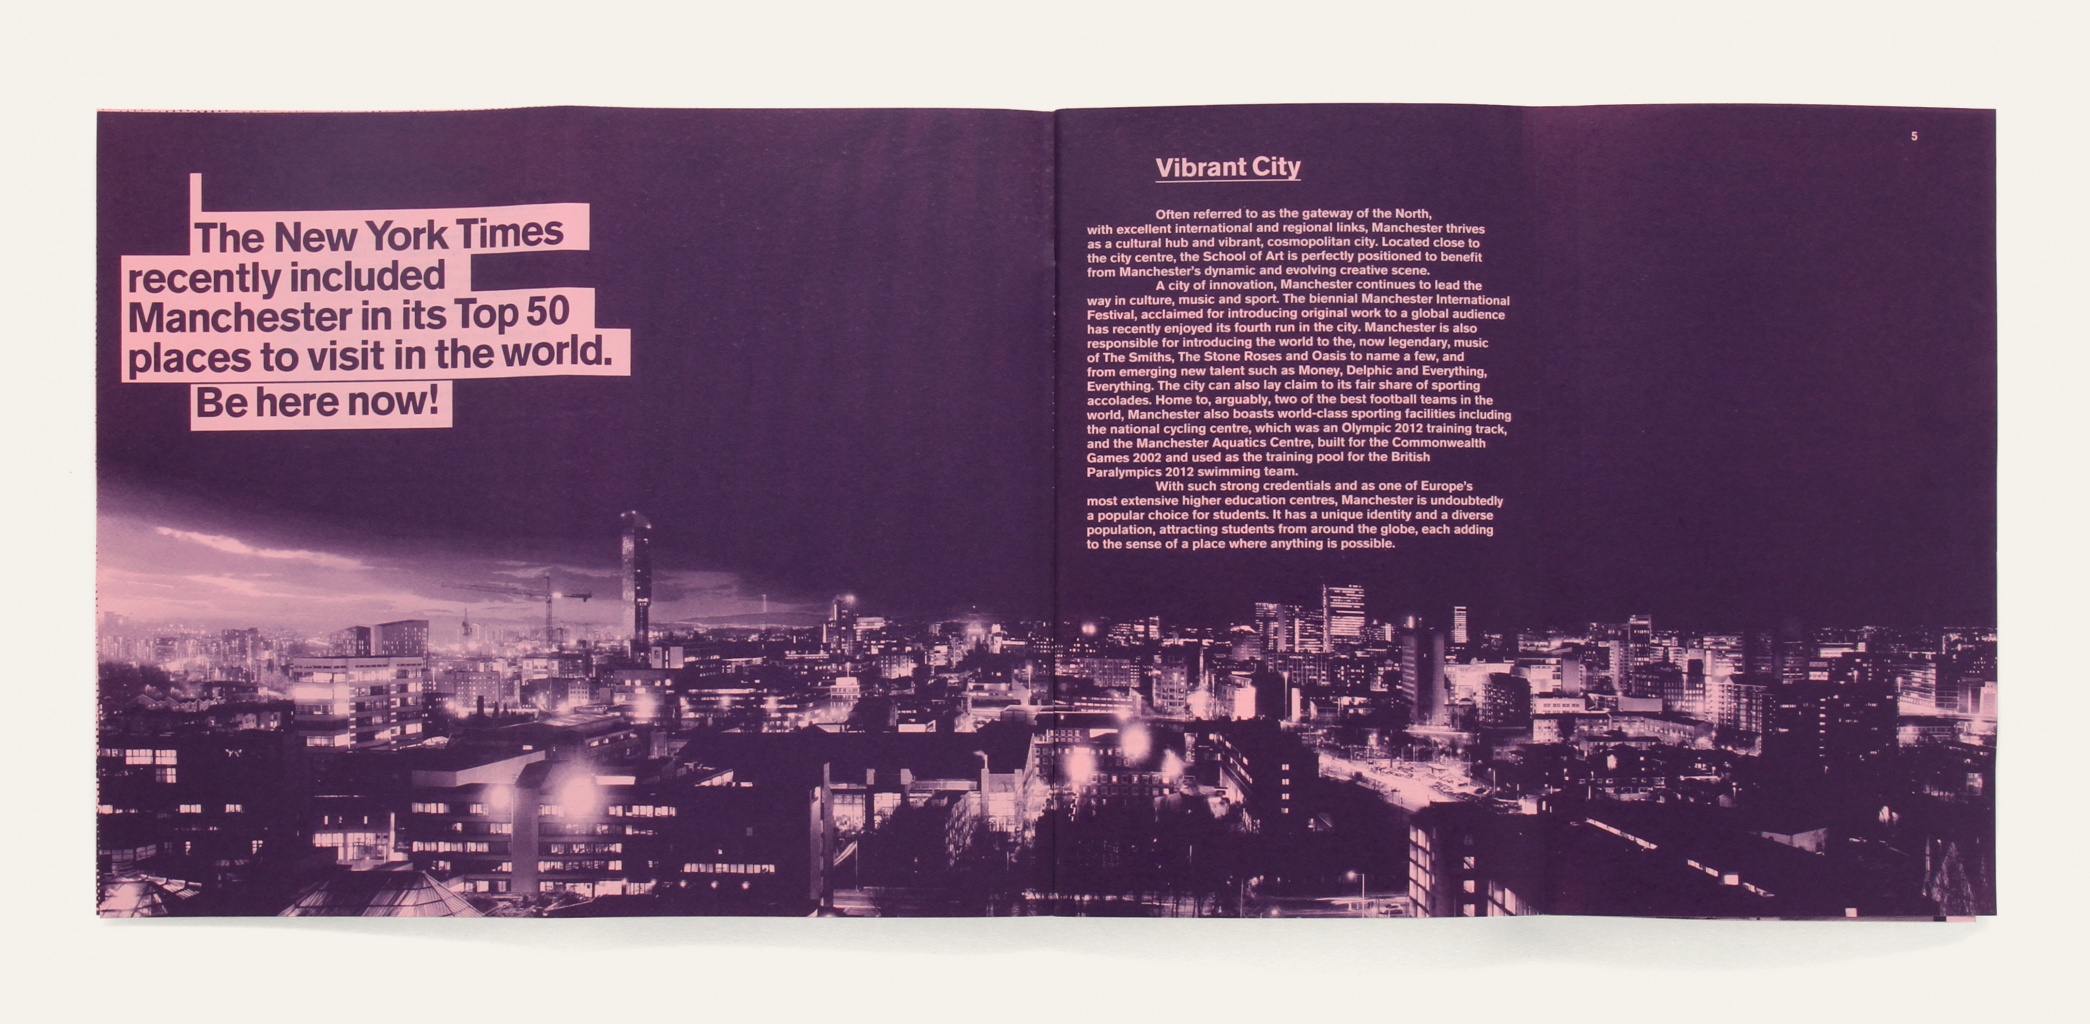 The New York Times
recently included
Manchester in its Top 50
places to visit in the world.
Be here now!
5
Vibrant City
Often referred to as the gateway of the North,
with excellent international and regional links, Manchester thrives
as a cultural hub and vibrant, cosmopolitan city. Located close to
the city centre, the School of Art is perfectly positioned to benefit
from Manchester's dynamic and evolving creative scene.
A city of innovation, Manchester continues to lead the
way in culture, music and sport. The biennial Manchester International
Festival, acclaimed for introducing original work to a global audience
has recently enjoyed its fourth run in the city. Manchester is also
responsible for introducing the world to the, now legendary, music
of The Smiths, The Stone Roses and Oasis to name a few, and
from emerging new talent such as Money, Delphic and Everything,
Everything. The city can also lay claim to its fair share of sporting
accolades. Home to, arguably, two of the best football teams in the
world, Manchester also boasts world-class sporting facilities including
the national cycling centre, which was an Olympic 2012 training track,
and the Manchester Aquatics Centre, built for the Commonwealth
Games 2002 and used as the training pool for the British
Paralympics 2012 swimming team.
With such strong credentials and as one of Europe's
most extensive higher education centres, Manchester is undoubtedly
a popular choice for students. It has a unique identity and a diverse
population, attracting students from around the globe, each adding
to the sense of a place where anything is possible.